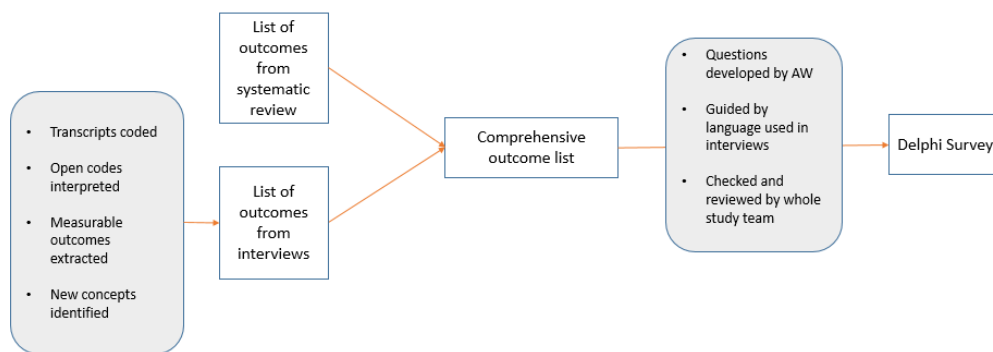 • Transcripts coded
• Open codes
interpreted
• Measurable
outcomes
extracted
• New concepts
identified
List of
outcomes
from
systematic
review
List of
outcomes
from
interviews
Comprehensive
outcome list
• Questions
developed by AW
• Guided by
language used in
interviews
• Checked and
reviewed by whole
study team
Delphi Survey